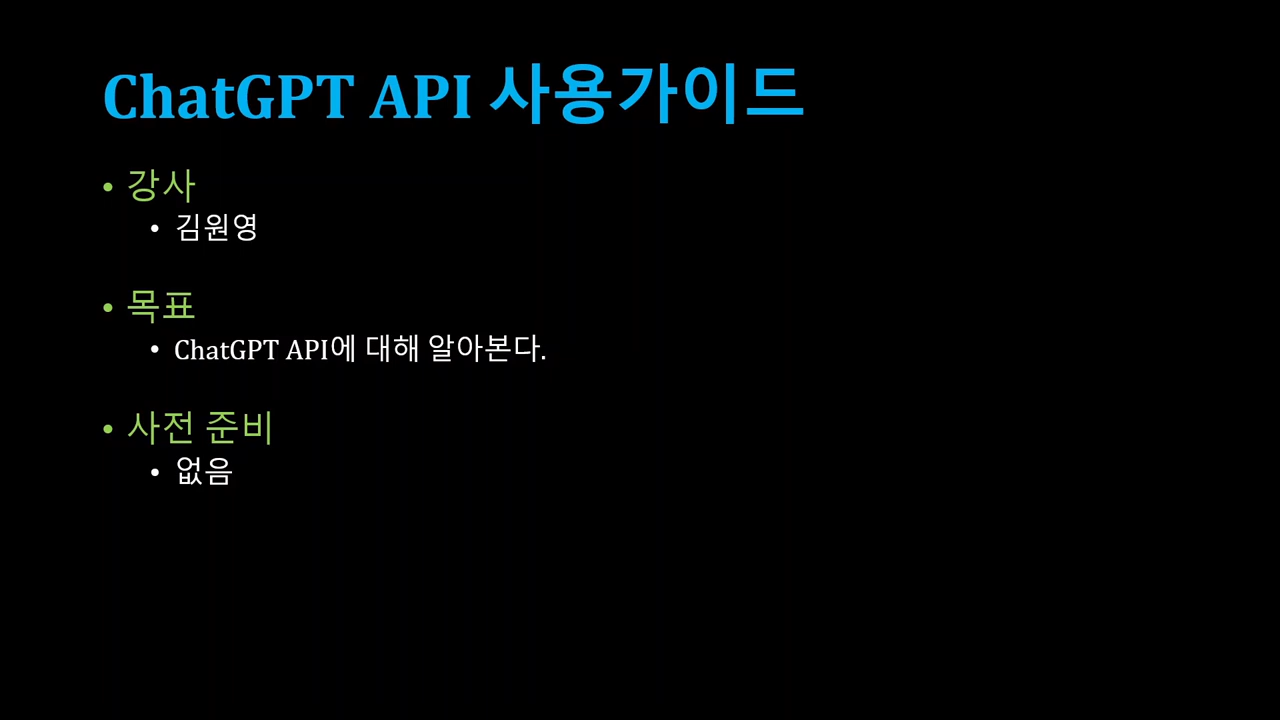 ChatGPT API 사용가이드
• 강사
• 김원영
• 목표
• ChatGPT API에 대해 알아본다.
• 사전 준비
• 없음